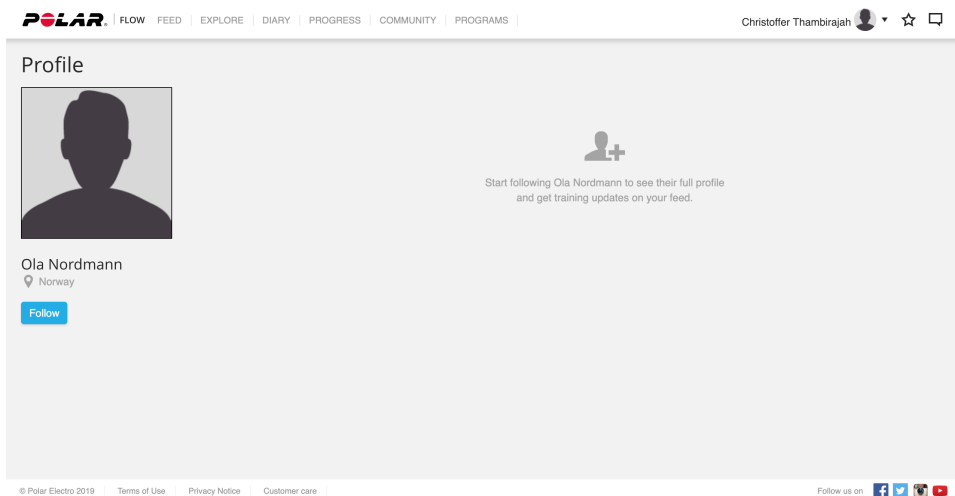 POLAR. FLOW FEED EXPLORE DIARY PROGRESS COMMUNITY PROGRAMS Christoffer Thambirajah
Profile
Start following Ola Nordmann to see their full profile
and get training updates on your feed.
Ola Nordmann
Norway
Follow
© Polar Electro 2019 Terms of Use Privacy Notice Customer care Follow us on